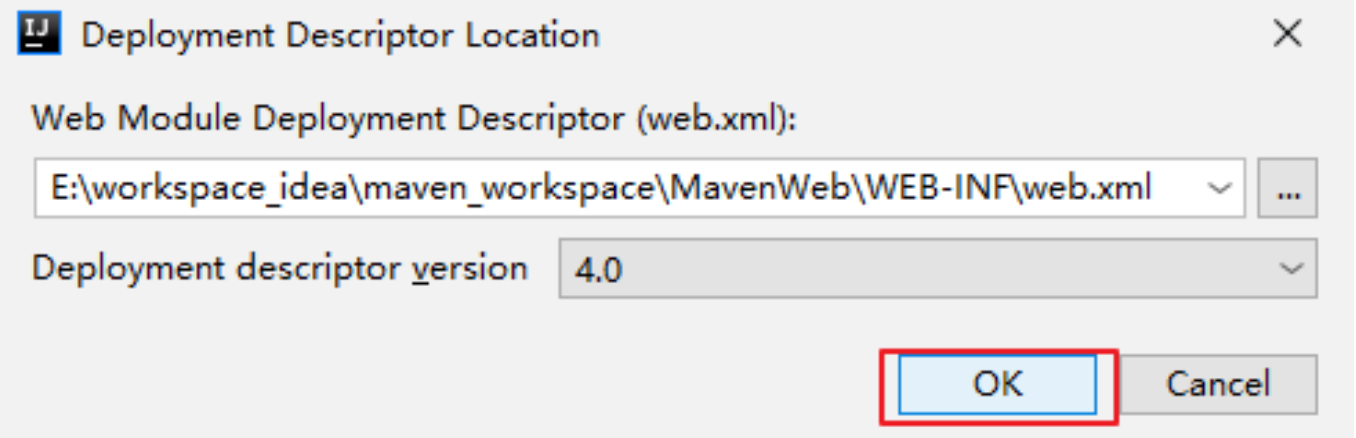 IJ Deployment Descriptor Location
Web Module Deployment Descriptor (web.xml):
E:\workspace_idea\maven_workspace\MavenWeb\WEB-INF\web.xml ...
Deployment descriptor version 4.0
OK Cancel